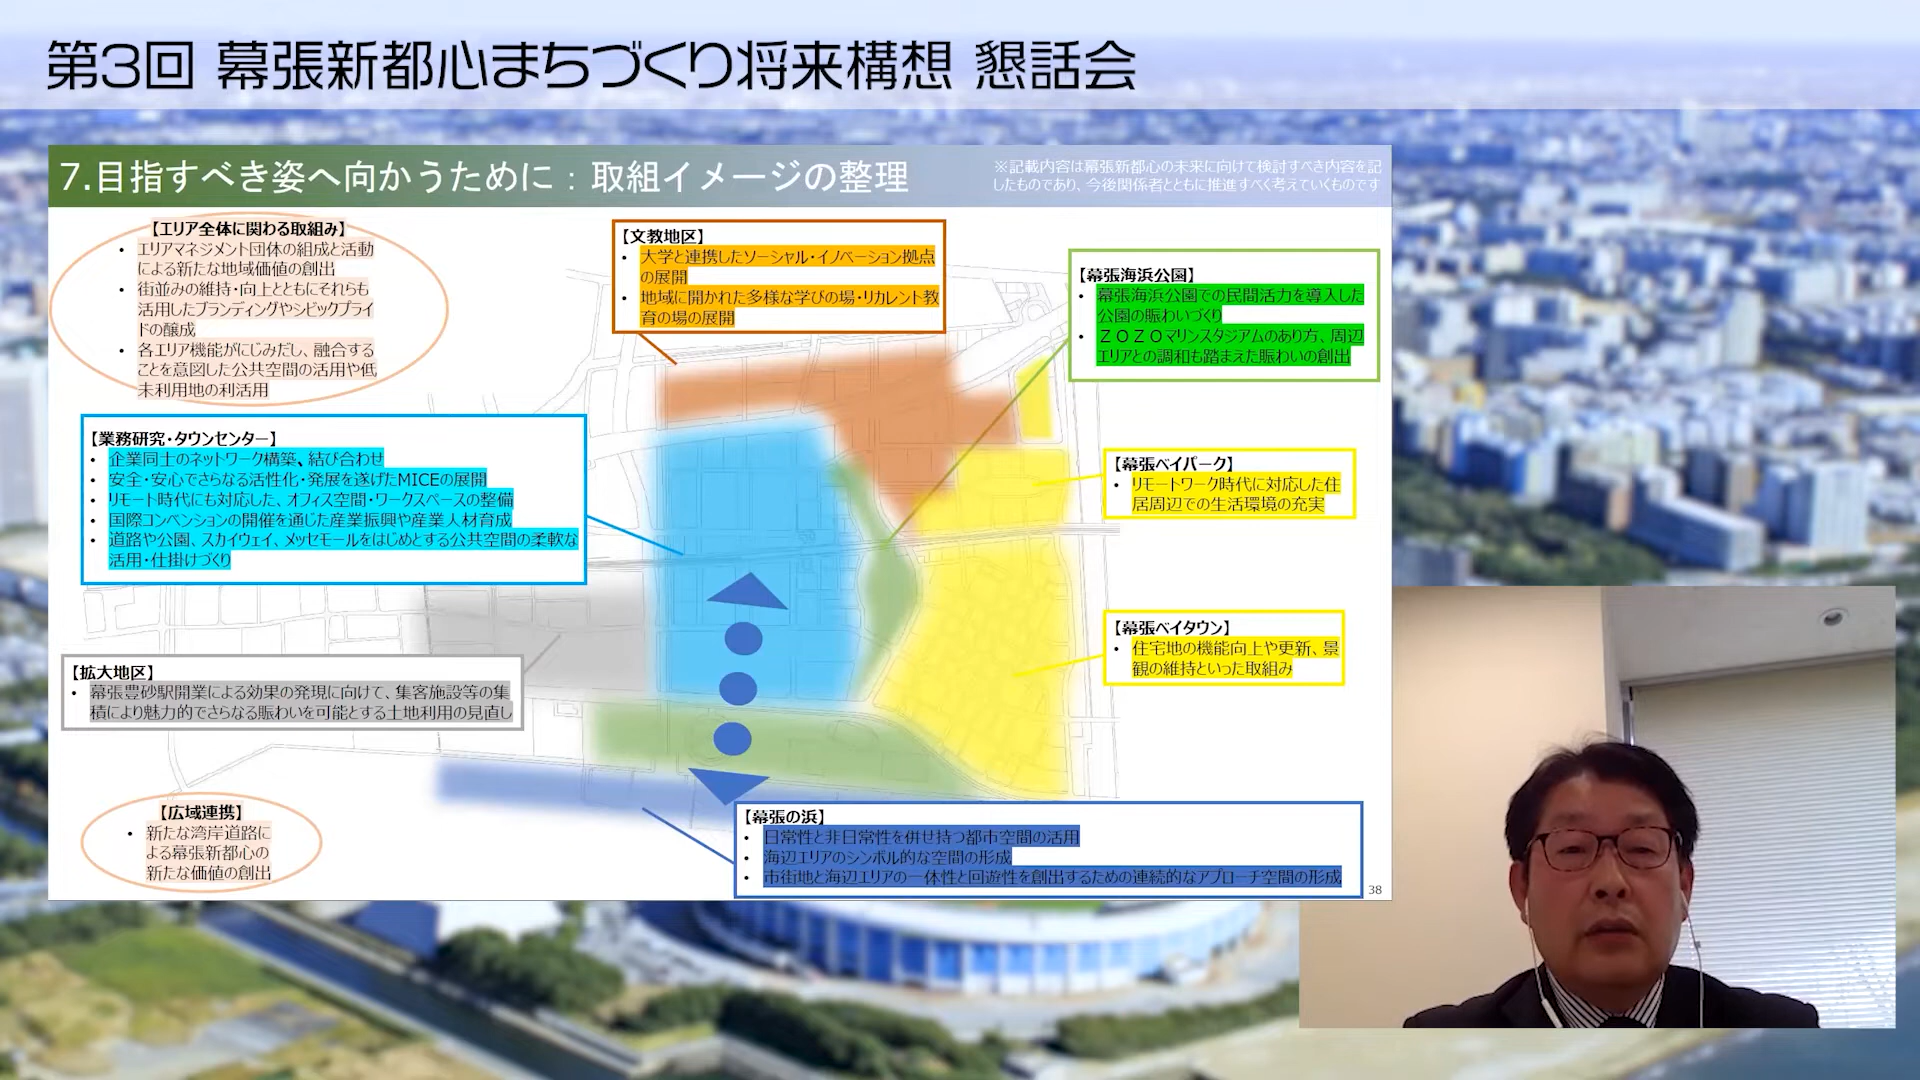 第3回 幕張新都心まちづくり将来構想 懇話会
7.目指すべき姿へ向かうために：取組イメージの整理
※記載内容は幕張新都心の未来に向けて検討すべき内容を記
したものであり、今後関係者とともに推進すべく考えていくものです
【エリア全体に関わる取組み】
• エリアマネジメント団体の組成と活動
による新たな地域価値の創出
• 街並みの維持・向上とともにそれらも
活用したブランディングやシビックプライ
ドの醸成
• 各エリア機能がにじみだし、融合する
ことを意図した公共空間の活用や低
未利用地の利活用
【文教地区】
• 大学と連携したソーシャル・イノベーション拠点
の展開
• 地域に開かれた多様な学びの場・リカレント教
育の場の展開
【幕張海浜公園】
• 幕張海浜公園での民間活力を導入した
公園の賑わいづくり
• ＺＯＺＯマリンスタジアムのあり方、周辺
エリアとの調和も踏まえた賑わいの創出
【業務研究・タウンセンター】
• 企業同士のネットワーク構築、結び合わせ
• 安全・安心でさらなる活性化・発展を遂げたMICEの展開
• リモート時代にも対応した、オフィス空間・ワークスペースの整備
• 国際コンベンションの開催を通じた産業振興や産業人材育成
• 道路や公園、スカイウェイ、メッセモールをはじめとする公共空間の柔軟な
活用・仕掛けづくり
【幕張ベイパーク】
• リモートワーク時代に対応した住
居周辺での生活環境の充実
【幕張ベイタウン】
• 住宅地の機能向上や更新、景
観の維持といった取組み
【拡大地区】
• 幕張豊砂駅開業による効果の発現に向けて、集客施設等の集
積により魅力的でさらなる賑わいを可能とする土地利用の見直し
【広域連携】
• 新たな湾岸道路に
よる幕張新都心の
新たな価値の創出
【幕張の浜】
• 日常性と非日常性を併せ持つ都市空間の活用
• 海辺エリアのシンボル的な空間の形成
• 市街地と海辺エリアの一体性と回遊性を創出するための連続的なアプローチ空間の形成
38